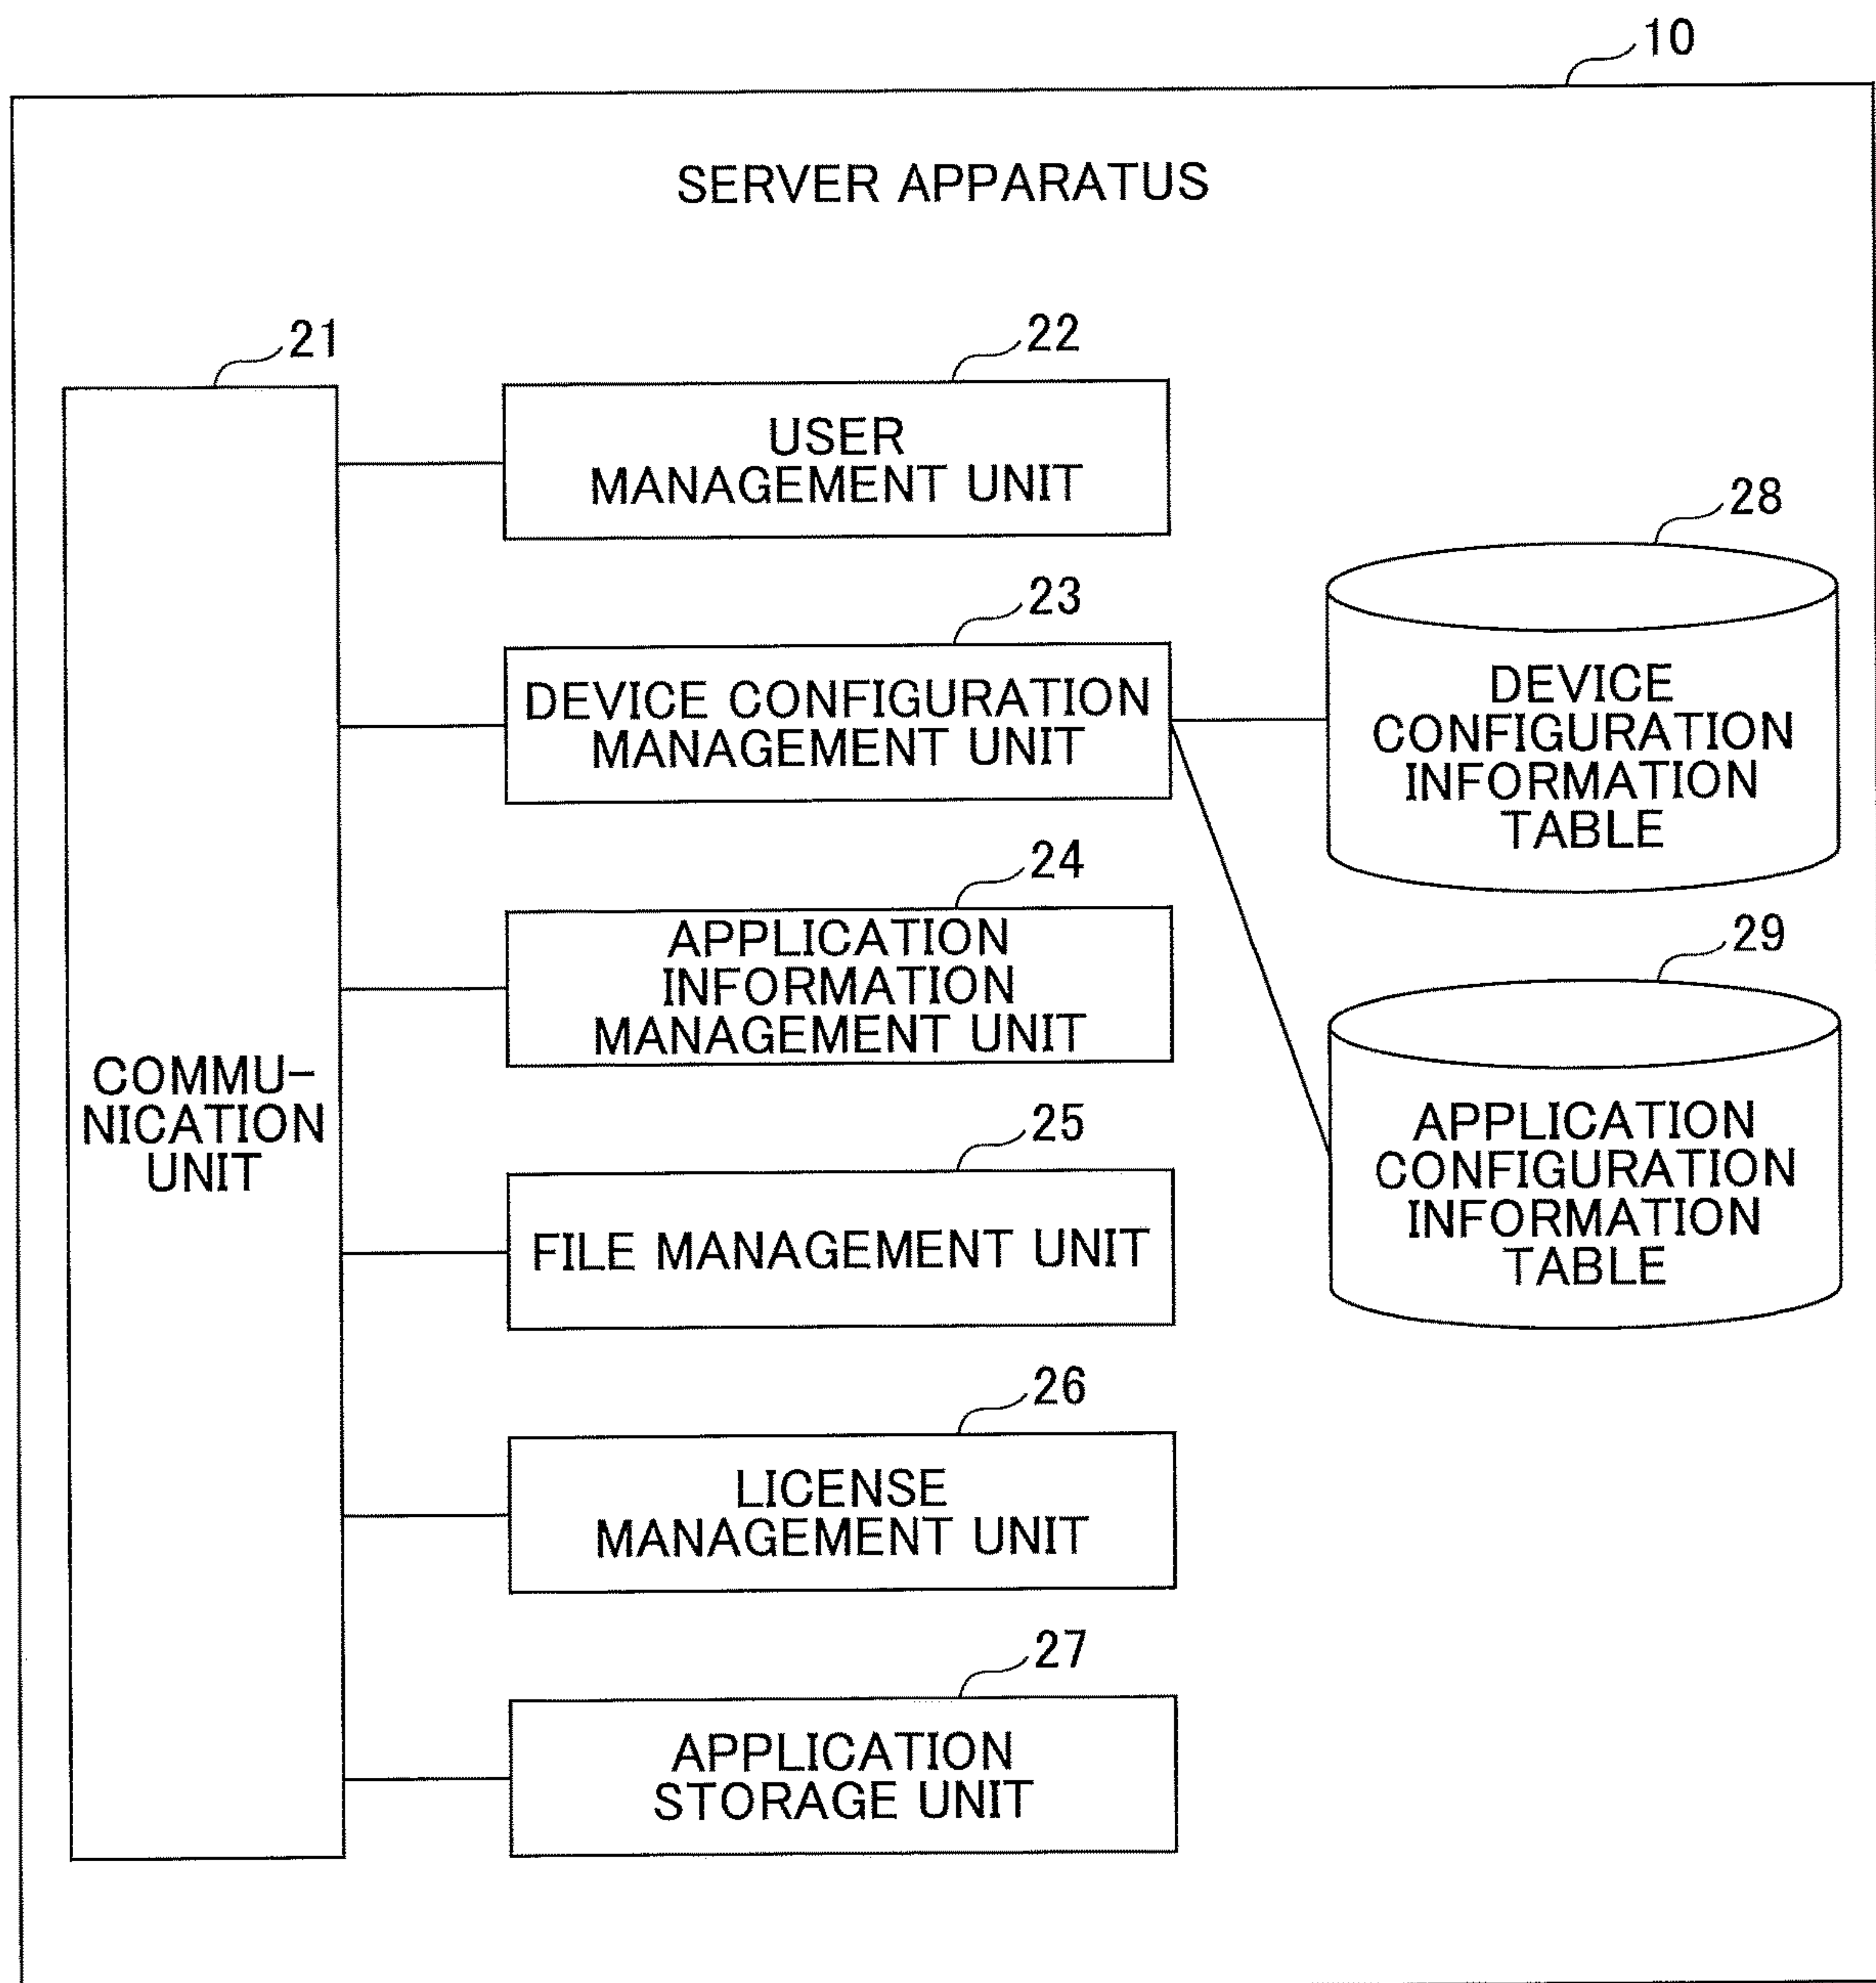 10
SERVER APPARATUS
21
COMMU-
NICATION
UNIT
22
USER
MANAGEMENT UNIT
23
DEVICE CONFIGURATION
MANAGEMENT UNIT
24
APPLICATION
INFORMATION
MANAGEMENT UNIT
25
FILE MANAGEMENT UNIT
26
LICENSE
MANAGEMENT UNIT
27
APPLICATION
STORAGE UNIT
28
DEVICE
CONFIGURATION
INFORMATION
TABLE
29
APPLICATION
CONFIGURATION
INFORMATION
TABLE